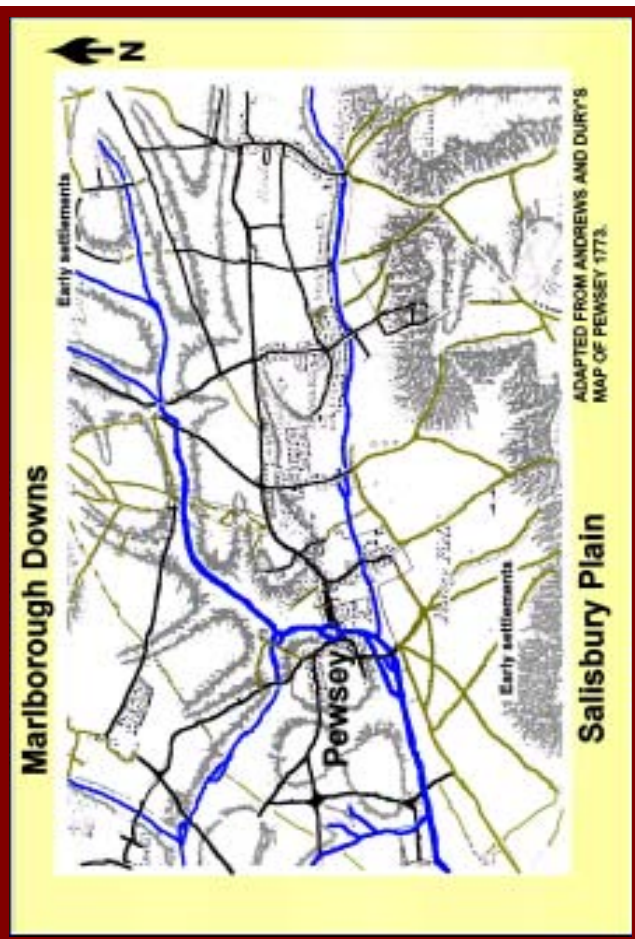 N
Marlborough Downs
Early settlements
Pewsey
Early settlements
Salisbury Plain
ADAPTED FROM ANDREWS AND DURY'S
MAP OF PEWSEY 1773.